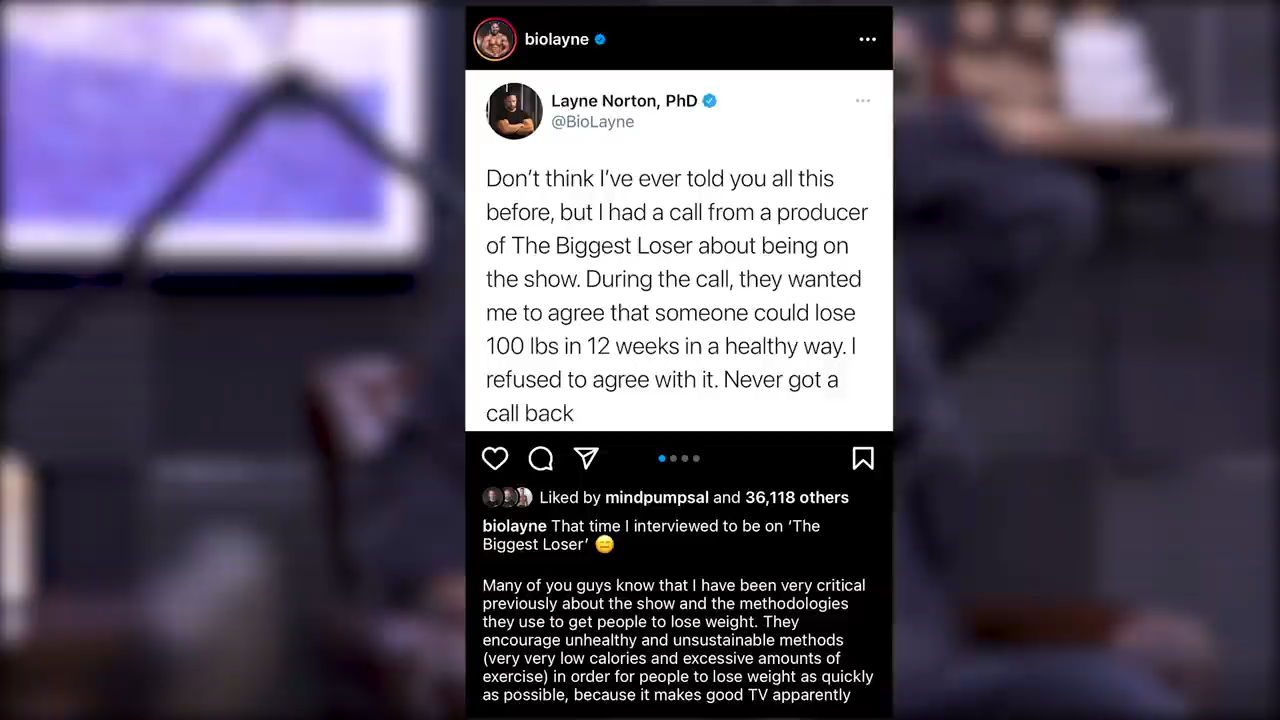 biolayne
Layne Norton, PhD
@BioLayne
Don't think I've ever told you all this
before, but I had a call from a producer
of The Biggest Loser about being on
the show. During the call, they wanted
me to agree that someone could lose
100 lbs in 12 weeks in a healthy way. I
refused to agree with it. Never got a
call back
Liked by mindpumpsal and 36,118 others
biolayne That time I interviewed to be on ‘The
Biggest Loser’ 😑
Many of you guys know that I have been very critical
previously about the show and the methodologies
they use to get people to lose weight. They
encourage unhealthy and unsustainable methods
(very very low calories and excessive amounts of
exercise) in order for people to lose weight as quickly
as possible, because it makes good TV apparently